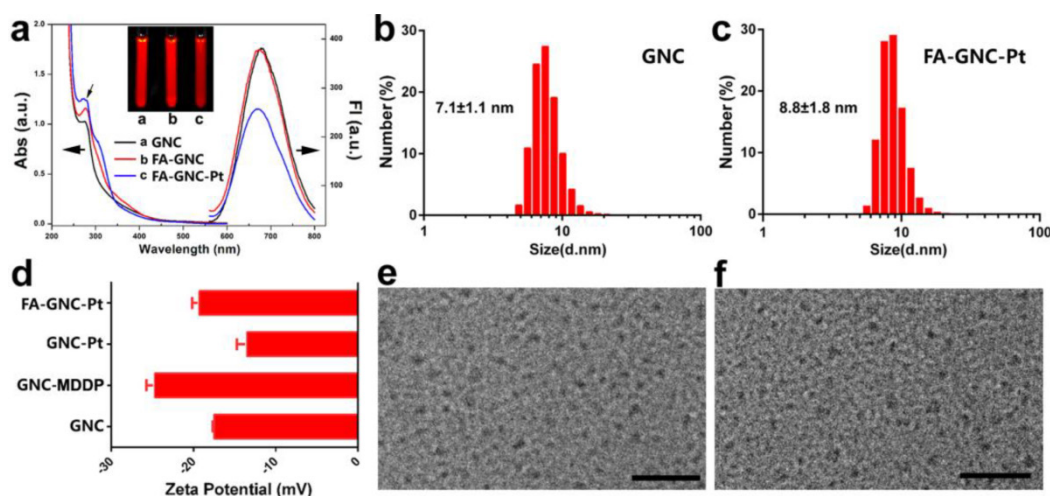 a
Abs (a.u.)
2.0
1.5
1.0
0.5
0.0
200 300 400 500 600 700 800
Wavelength (nm)
400
300
200
100
FI (a.u.)
a b c
a GNC
b FA-GNC
c FA-GNC-Pt
b
GNC
7.1±1.1 nm
Number (%)
30
20
10
0
1 10 100
Size(d.nm)
c
FA-GNC-Pt
8.8±1.8 nm
Number (%)
30
20
10
0
1 10 100
Size(d.nm)
d
FA-GNC-Pt
GNC-Pt
GNC-MDDP
GNC
-30 -20 -10 0
Zeta Potential (mV)
e
f